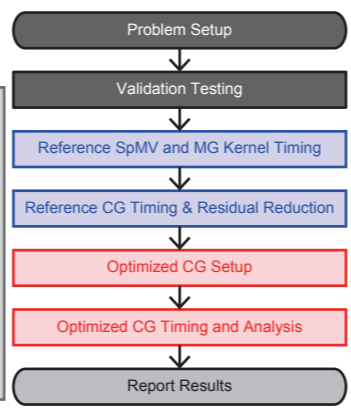 Problem Setup
Validation Testing
Reference SpMV and MG Kernel Timing
Reference CG Timing & Residual Reduction
Optimized CG Setup
Optimized CG Timing and Analysis
Report Results